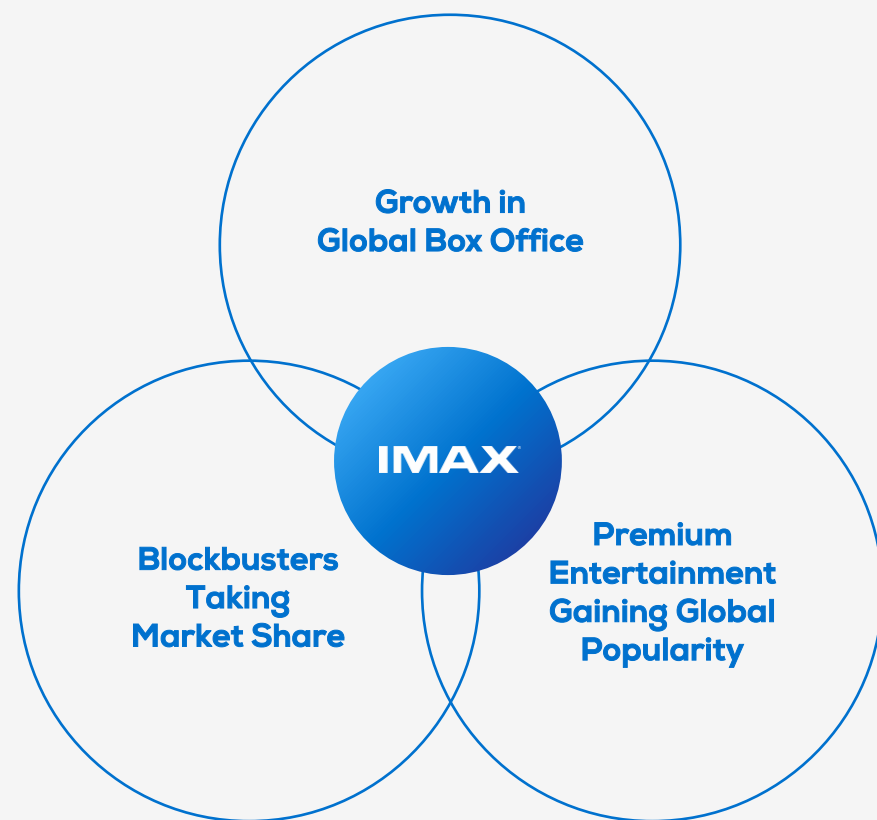 Growth in
Global Box Office
IMAX
Blockbusters
Taking
Market Share
Premium
Entertainment
Gaining Global
Popularity